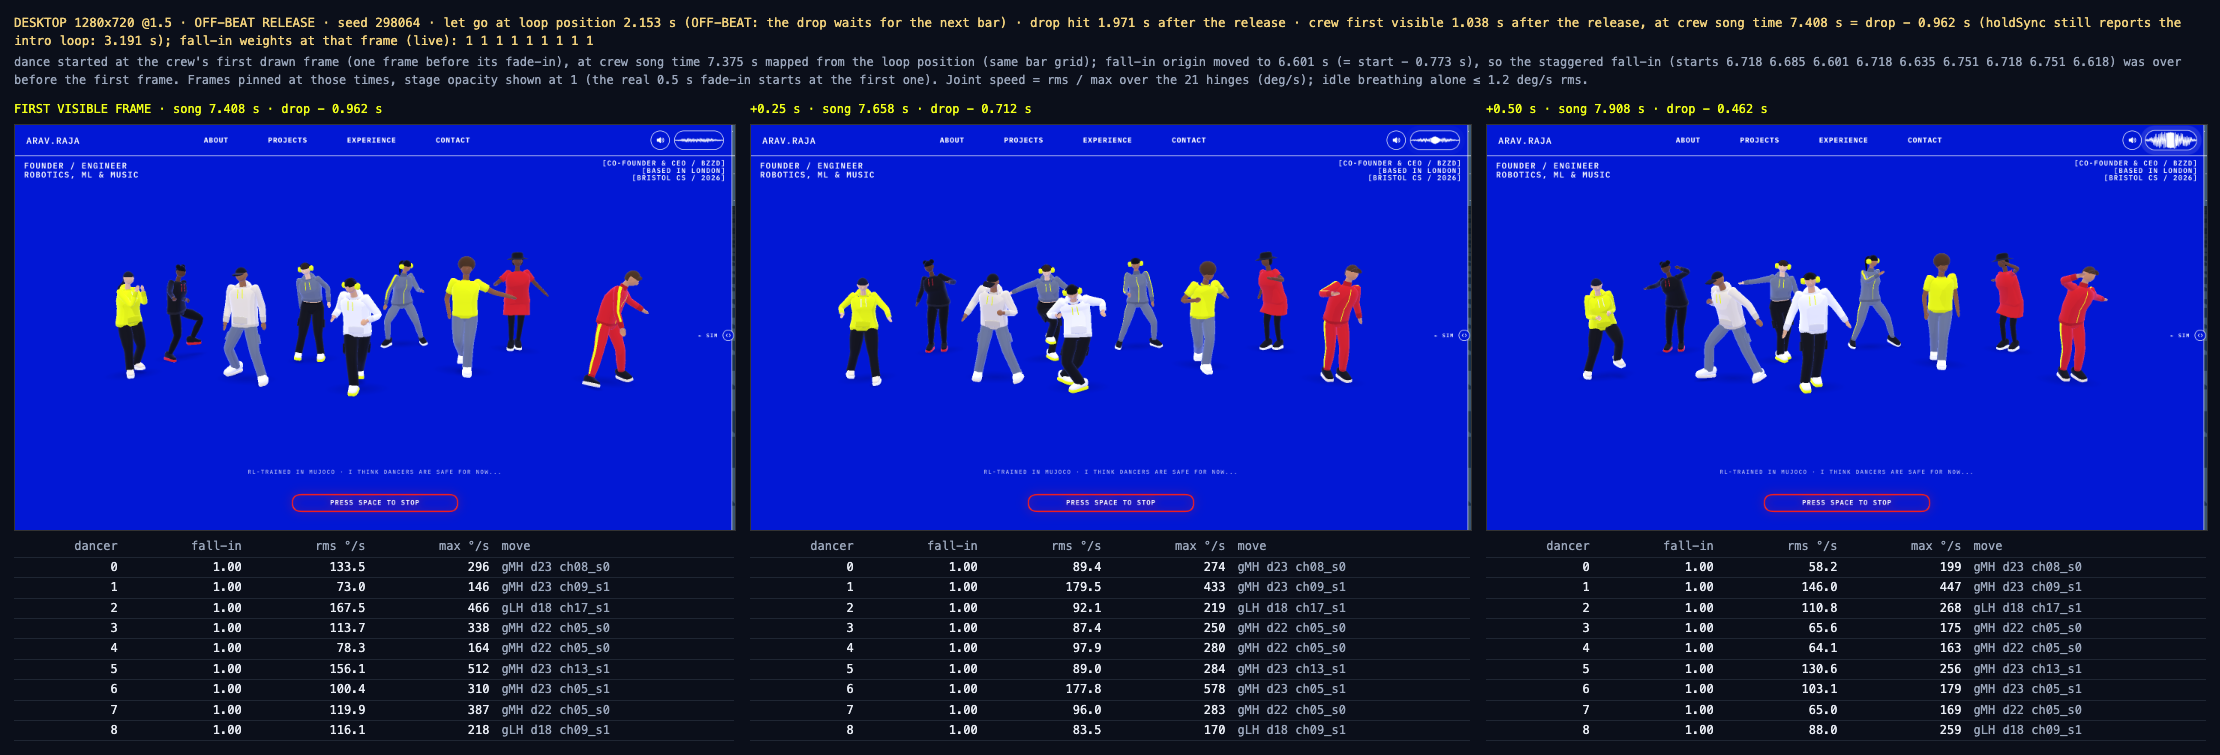 DESKTOP 1280x720 @1.5 · OFF-BEAT RELEASE · seed 298064 · let go at loop position 2.153 s (OFF-BEAT: the drop waits for the next bar) · drop hit 1.971 s after the release · crew first visible 1.038 s after the release, at crew song time 7.408 s = drop − 0.962 s (holdSync still reports the
intro loop: 3.191 s); fall-in weights at that frame (live): 1 1 1 1 1 1 1 1 1
dance started at the crew's first drawn frame (one frame before its fade-in), at crew song time 7.375 s mapped from the loop position (same bar grid); fall-in origin moved to 6.601 s (= start − 0.773 s), so the staggered fall-in (starts 6.718 6.685 6.601 6.718 6.635 6.751 6.718 6.751 6.618) was over
before the first frame. Frames pinned at those times, stage opacity shown at 1 (the real 0.5 s fade-in starts at the first one). Joint speed = rms / max over the 21 hinges (deg/s); idle breathing alone ≤ 1.2 deg/s rms.
FIRST VISIBLE FRAME · song 7.408 s · drop − 0.962 s
ARAV.RAJA ABOUT PROJECTS EXPERIENCE CONTACT
FOUNDER / ENGINEER
ROBOTICS, ML & MUSIC
[CO-FOUNDER & CEO / BZZD]
[BASED IN LONDON]
[BRISTOL CS / 2026]
← SIM
RL-TRAINED IN MUJOCO · I THINK DANCERS ARE SAFE FOR NOW...
PRESS SPACE TO STOP
dancer fall-in rms °/s max °/s move
0 1.00 133.5 296 gMH d23 ch08_s0
1 1.00 73.0 146 gMH d23 ch09_s1
2 1.00 167.5 466 gLH d18 ch17_s1
3 1.00 113.7 338 gMH d22 ch05_s0
4 1.00 78.3 164 gMH d22 ch05_s0
5 1.00 156.1 512 gMH d23 ch13_s1
6 1.00 100.4 310 gMH d23 ch05_s1
7 1.00 119.9 387 gMH d22 ch05_s0
8 1.00 116.1 218 gLH d18 ch09_s1
+0.25 s · song 7.658 s · drop − 0.712 s
ARAV.RAJA ABOUT PROJECTS EXPERIENCE CONTACT
FOUNDER / ENGINEER
ROBOTICS, ML & MUSIC
[CO-FOUNDER & CEO / BZZD]
[BASED IN LONDON]
[BRISTOL CS / 2026]
← SIM
RL-TRAINED IN MUJOCO · I THINK DANCERS ARE SAFE FOR NOW...
PRESS SPACE TO STOP
dancer fall-in rms °/s max °/s move
0 1.00 89.4 274 gMH d23 ch08_s0
1 1.00 179.5 433 gMH d23 ch09_s1
2 1.00 92.1 219 gLH d18 ch17_s1
3 1.00 87.4 250 gMH d22 ch05_s0
4 1.00 97.9 280 gMH d22 ch05_s0
5 1.00 89.0 284 gMH d23 ch13_s1
6 1.00 177.8 578 gMH d23 ch05_s1
7 1.00 96.0 283 gMH d22 ch05_s0
8 1.00 83.5 170 gLH d18 ch09_s1
+0.50 s · song 7.908 s · drop − 0.462 s
ARAV.RAJA ABOUT PROJECTS EXPERIENCE CONTACT
FOUNDER / ENGINEER
ROBOTICS, ML & MUSIC
[CO-FOUNDER & CEO / BZZD]
[BASED IN LONDON]
[BRISTOL CS / 2026]
← SIM
RL-TRAINED IN MUJOCO · I THINK DANCERS ARE SAFE FOR NOW...
PRESS SPACE TO STOP
dancer fall-in rms °/s max °/s move
0 1.00 58.2 199 gMH d23 ch08_s0
1 1.00 146.0 447 gMH d23 ch09_s1
2 1.00 110.8 268 gLH d18 ch17_s1
3 1.00 65.6 175 gMH d22 ch05_s0
4 1.00 64.1 163 gMH d22 ch05_s0
5 1.00 130.6 256 gMH d23 ch13_s1
6 1.00 103.1 179 gMH d23 ch05_s1
7 1.00 65.0 169 gMH d22 ch05_s0
8 1.00 88.0 259 gLH d18 ch09_s1